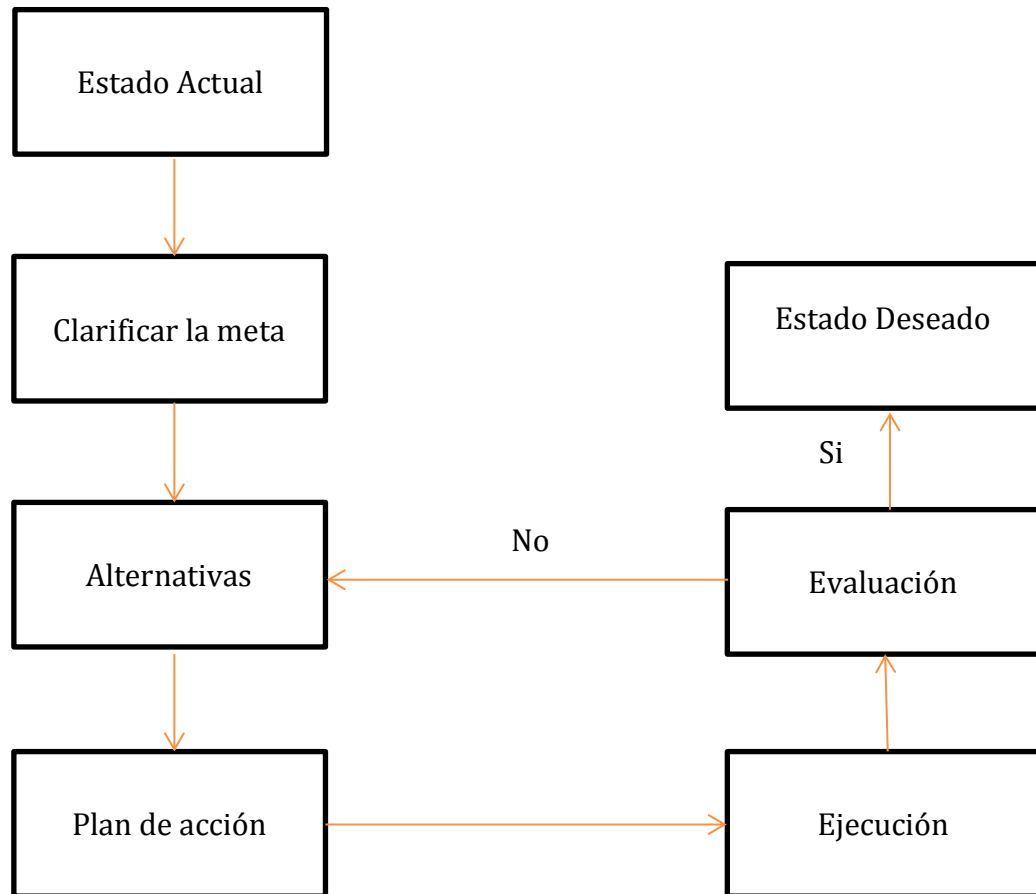 Estado Actual
Clarificar la meta
Estado Deseado
Si
No
Alternativas
Evaluación
Plan de acción
Ejecución